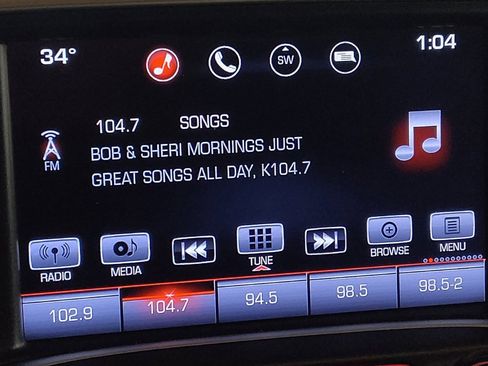 34° SW 1:04
104.7 SONGS
FM BOB & SHERI MORNINGS JUST
GREAT SONGS ALL DAY, K104.7
RADIO MEDIA TUNE BROWSE MENU
102.9 104.7 94.5 98.5 98.5-2